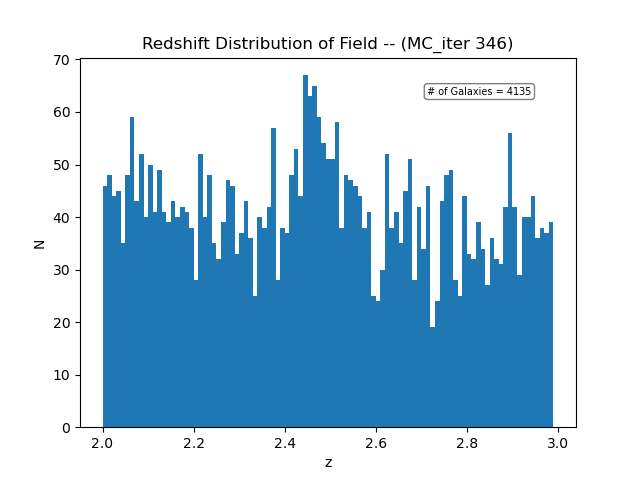 Redshift Distribution of Field -- (MC_iter 346)
# of Galaxies = 4135
70
60
50
40
30
20
10
0
N
2.0 2.2 2.4 2.6 2.8 3.0
z